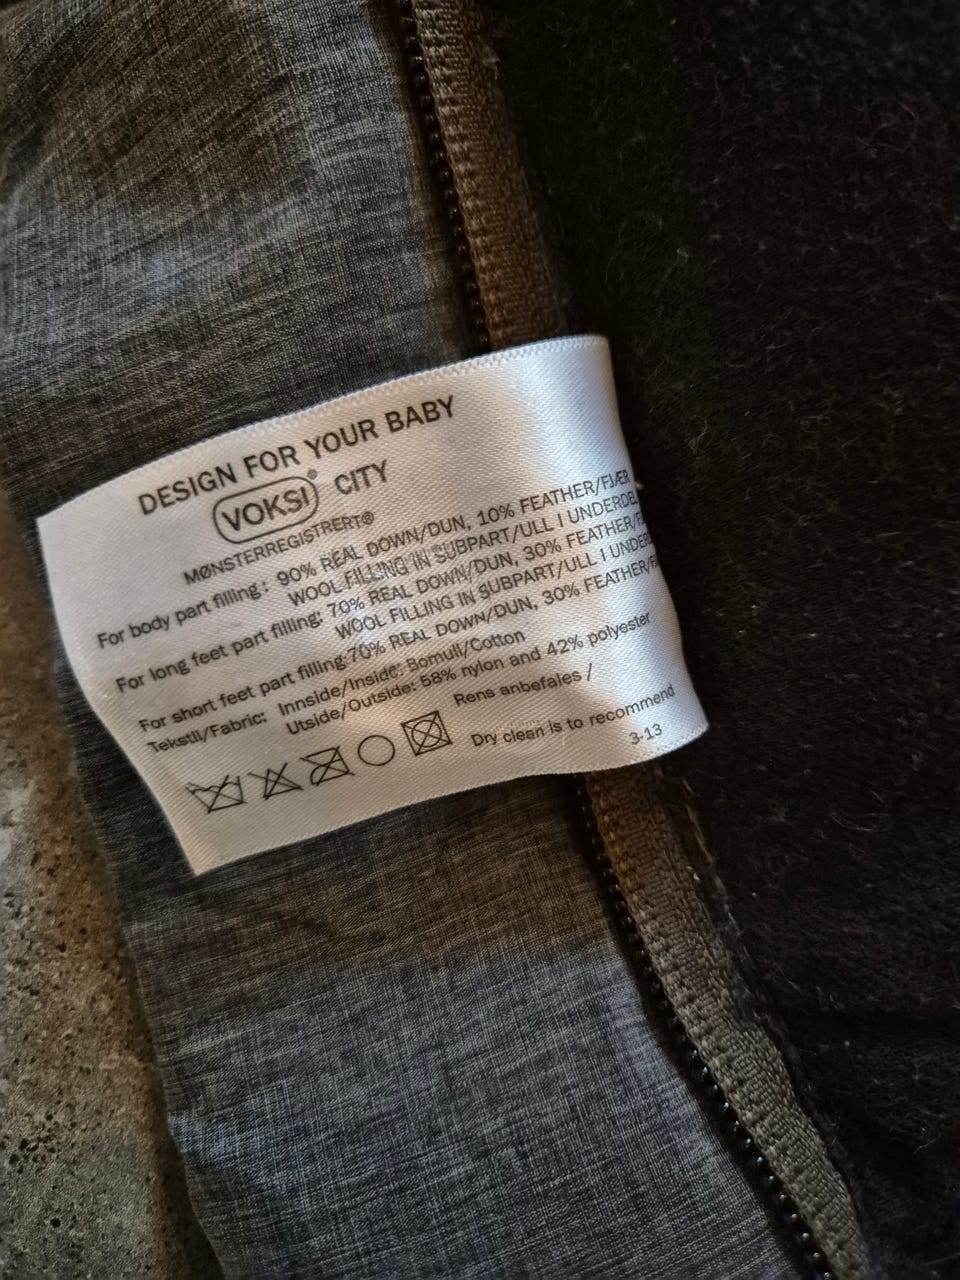 DESIGN FOR YOUR BABY
VOKSI® CITY
MØNSTERREGISTRERT®
For body part filling: 90% REAL DOWN/DUN, 10% FEATHER/FJÆR
WOOL FILLING IN SUBPART/ULL I UNDERDEL
For long feet part filling: 70% REAL DOWN/DUN, 30% FEATHER/
WOOL FILLING IN SUBPART/ULL I
For short feet part filling: 70% REAL DOWN/DUN, 30% FEATHER/
Tekstil/Fabric: Innside/Inside: Bomull/Cotton
Utside/Outside: 58% nylon and 42% polyester
Rens anbefales /
Dry clean is to recommend
3-13